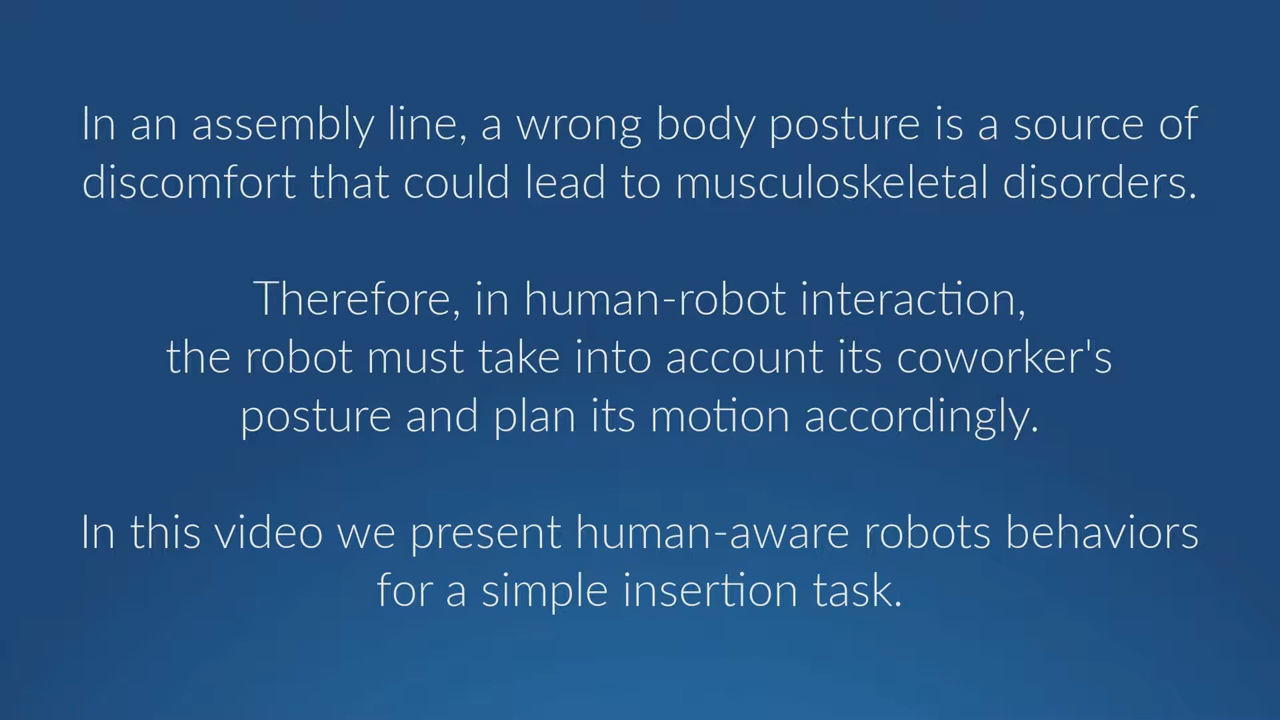 In an assembly line, a wrong body posture is a source of
discomfort that could lead to musculoskeletal disorders.
Therefore, in human-robot interaction,
the robot must take into account its coworker's
posture and plan its motion accordingly.
In this video we present human-aware robots behaviors
for a simple insertion task.